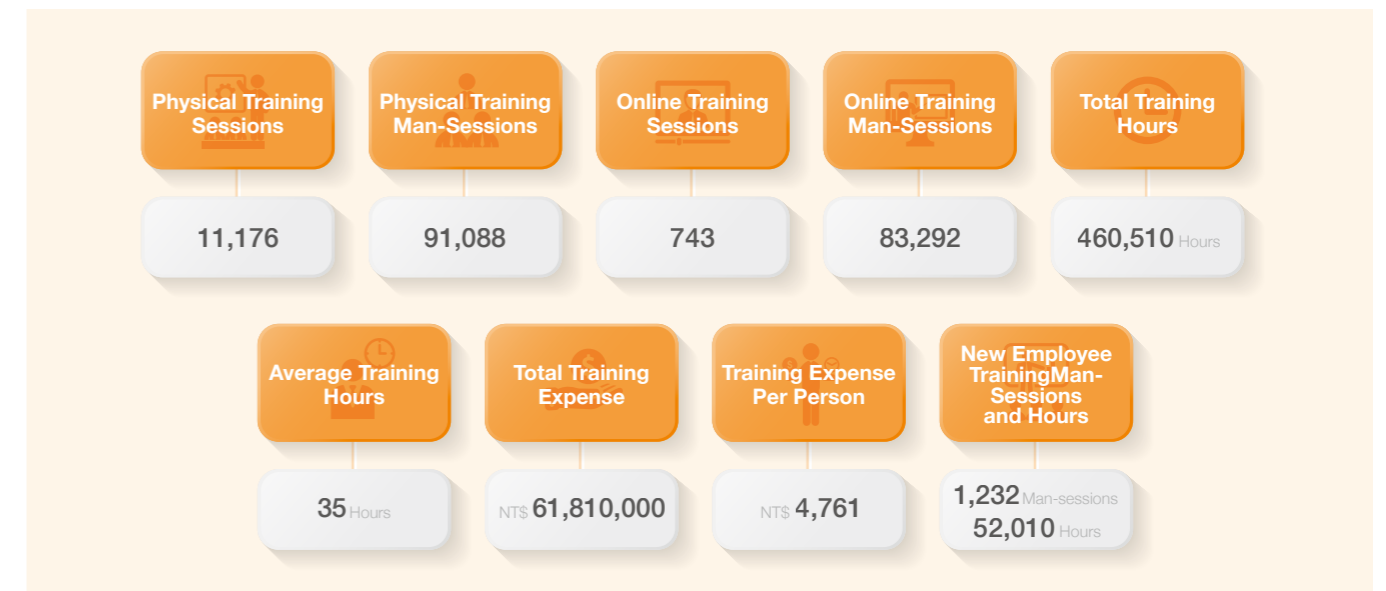 Physical Training
Sessions
11,176
Physical Training
Man-Sessions
91,088
Online Training
Sessions
743
Online Training
Man-Sessions
83,292
Total Training
Hours
460,510 Hours
Average Training
Hours
35 Hours
Total Training
Expense
NT$ 61,810,000
Training Expense
Per Person
NT$ 4,761
New Employee
TrainingMan-
Sessions
and Hours
1,232 Man-sessions
52,010 Hours